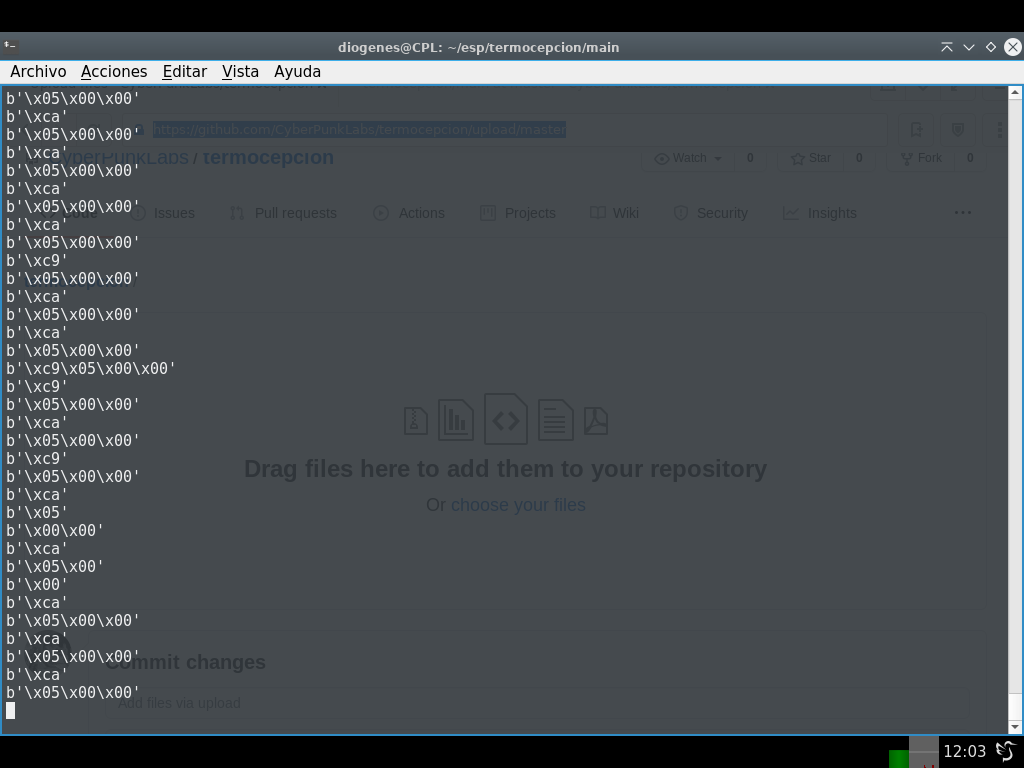 diogenes@CPL: ~/esp/termocepcion/main
Archivo Acciones Editar Vista Ayuda
b'\x05\x00\x00'
b'\xca'
https://github.com/CyberPunkLabs/termocepcion/upload/master
b'\x05\x00\x00'
b'\xca'
CyberPunkLabs / termocepcion
Watch 0 Star 0 Fork 0
b'\x05\x00\x00'
b'\xca'
b'\x05\x00\x00'
Code Issues Pull requests Actions Projects Wiki Security Insights ...
b'\xca'
b'\x05\x00\x00'
b'\xc9'
b'\x05\x00\x00'
b'\xca'
b'\x05\x00\x00'
b'\xca'
b'\x05\x00\x00'
b'\xc9\x05\x00\x00'
b'\xc9'
b'\x05\x00\x00'
b'\xca'
b'\x05\x00\x00'
b'\xc9'
Drag files here to add them to your repository
b'\x05\x00\x00'
b'\xca'
Or choose your files
b'\x05'
b'\x00\x00'
b'\xca'
b'\x05\x00'
b'\x00'
b'\xca'
b'\x05\x00\x00'
b'\xca'
b'\x05\x00\x00'
Commit changes
b'\xca'
b'\x05\x00\x00'
Add files via upload
12:03